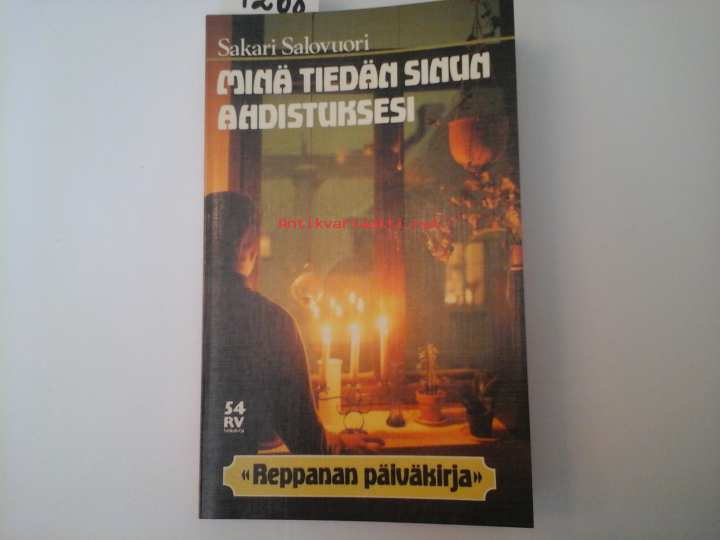 Sakari Salovuori
MINÄ TIEDÄN SINUN
AHDISTUKSESI
54
RV
«Reppanan päiväkirja»